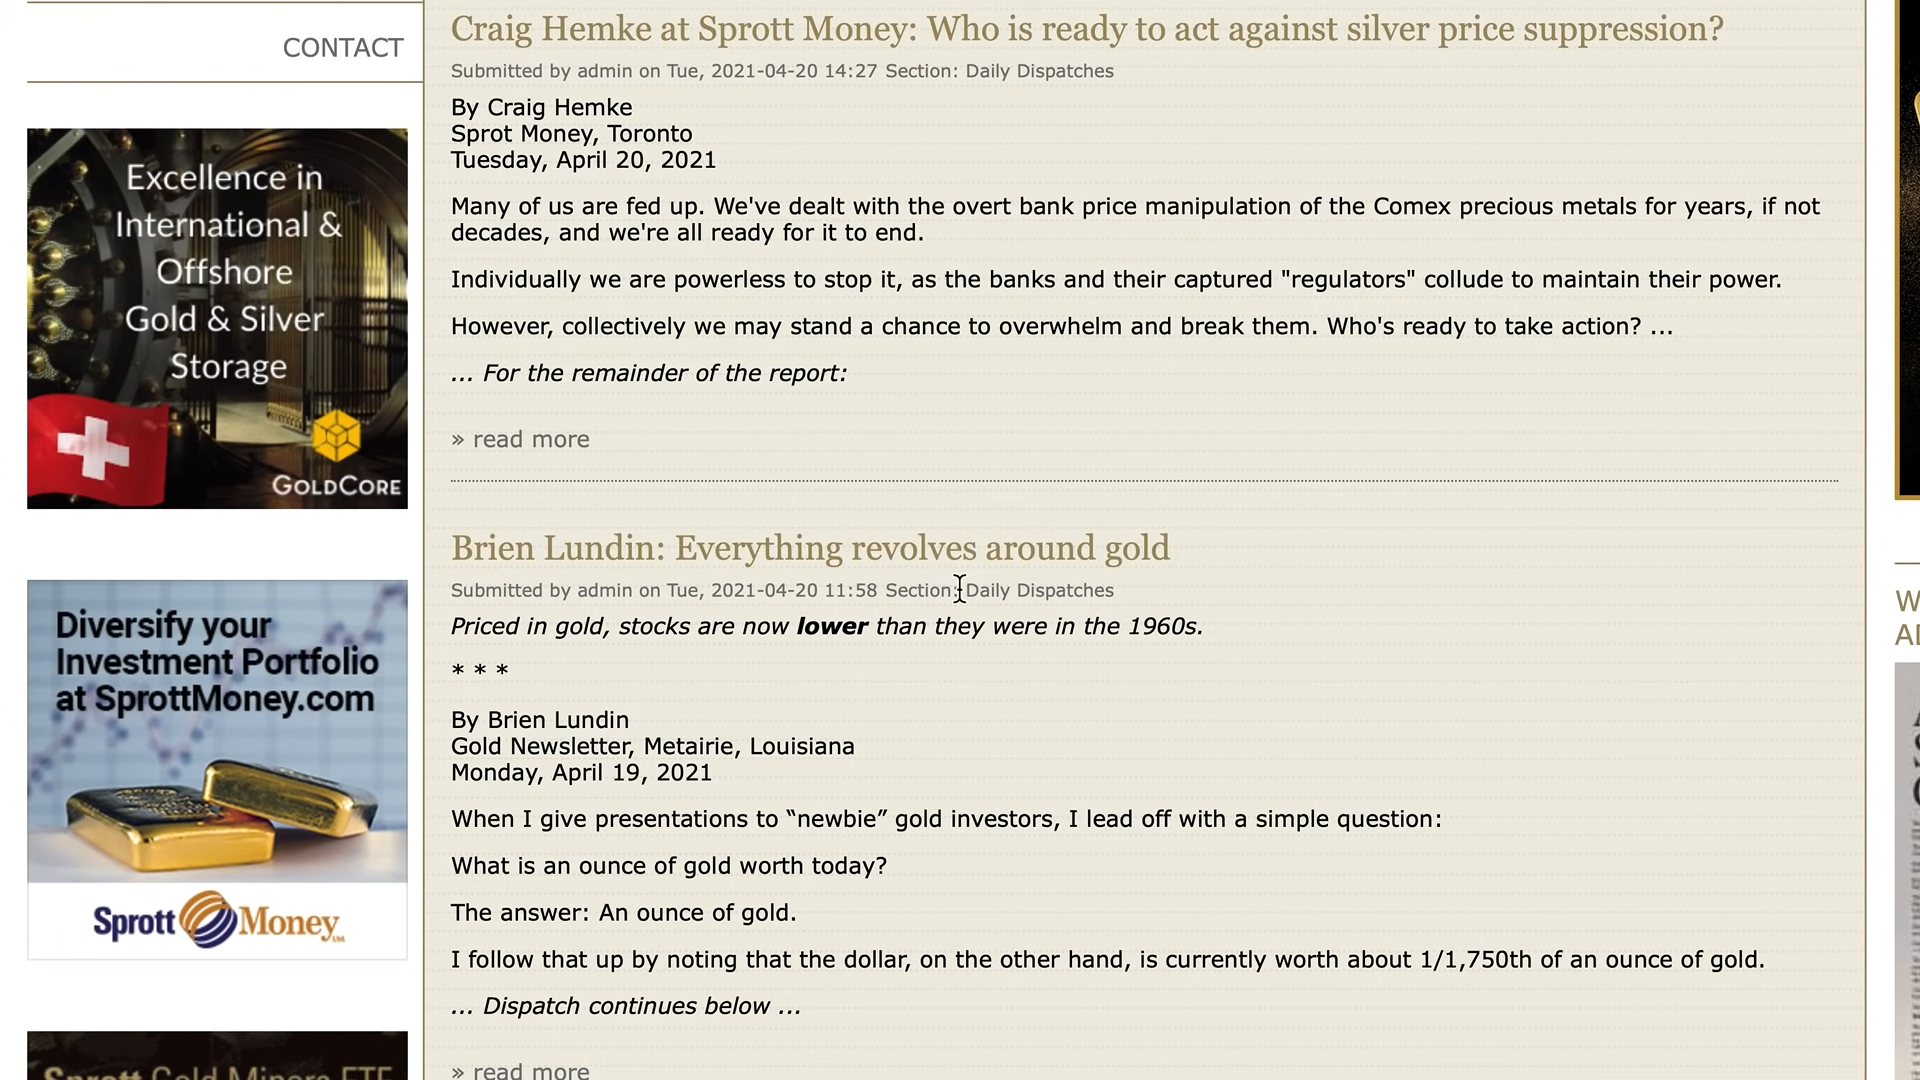 CONTACT
Excellence in
International &
Offshore
Gold & Silver
Storage
GOLDCORE
Diversify your
Investment Portfolio
at SprottMoney.com
Sprott Money Ltd.
Sprott Gold Miners ETF
Craig Hemke at Sprott Money: Who is ready to act against silver price suppression?
Submitted by admin on Tue, 2021-04-20 14:27 Section: Daily Dispatches
By Craig Hemke
Sprot Money, Toronto
Tuesday, April 20, 2021
Many of us are fed up. We've dealt with the overt bank price manipulation of the Comex precious metals for years, if not
decades, and we're all ready for it to end.
Individually we are powerless to stop it, as the banks and their captured "regulators" collude to maintain their power.
However, collectively we may stand a chance to overwhelm and break them. Who's ready to take action? ...
... For the remainder of the report:
» read more
Brien Lundin: Everything revolves around gold
Submitted by admin on Tue, 2021-04-20 11:58 Section: Daily Dispatches
Priced in gold, stocks are now lower than they were in the 1960s.
* * *
By Brien Lundin
Gold Newsletter, Metairie, Louisiana
Monday, April 19, 2021
When I give presentations to “newbie” gold investors, I lead off with a simple question:
What is an ounce of gold worth today?
The answer: An ounce of gold.
I follow that up by noting that the dollar, on the other hand, is currently worth about 1/1,750th of an ounce of gold.
... Dispatch continues below ...
» read more